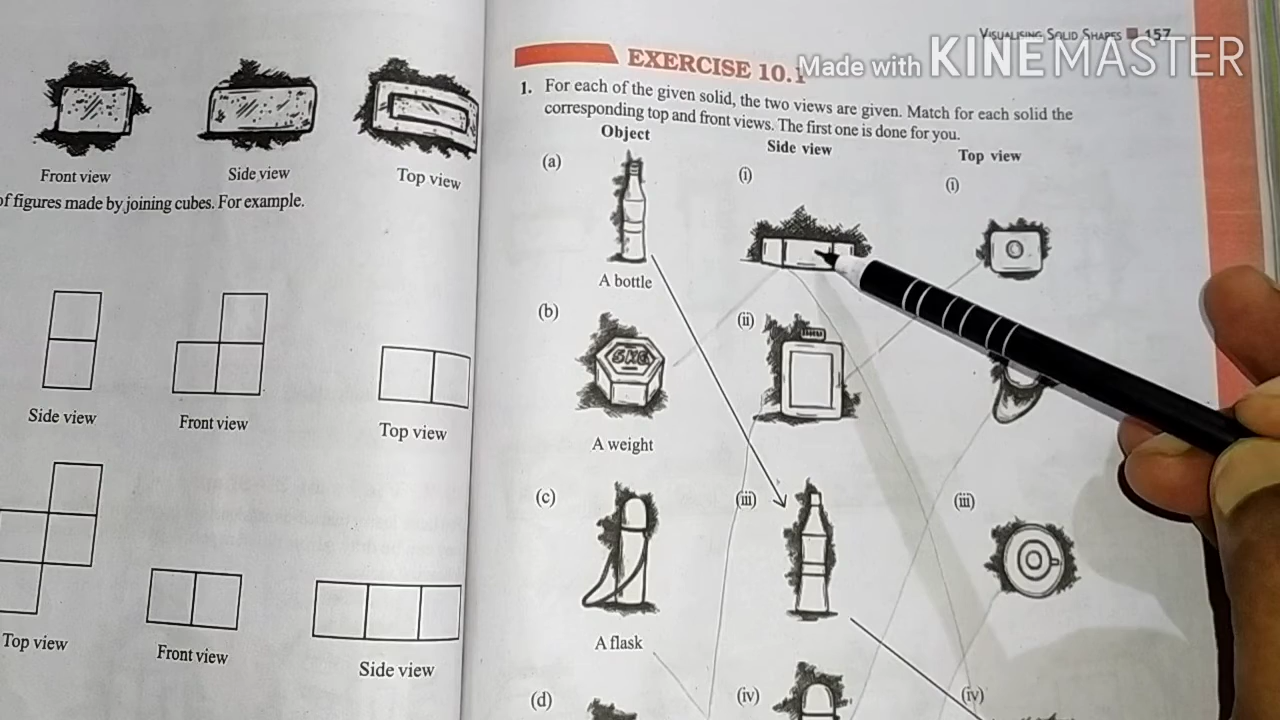 Front view
Side view
Top view
of figures made by joining cubes. For example.
Side view
Front view
Top view
Top view
Front view
Side view
VISUALISING SOLID SHAPES 157
Made with KINEMASTER
EXERCISE 10.1
1. For each of the given solid, the two views are given. Match for each solid the
corresponding top and front views. The first one is done for you.
Object
Side view
Top view
(a)
(i)
(i)
A bottle
(b)
(ii)
5KG
A weight
(c)
(iii)
(iii)
A flask
(d)
(iv)
(iv)